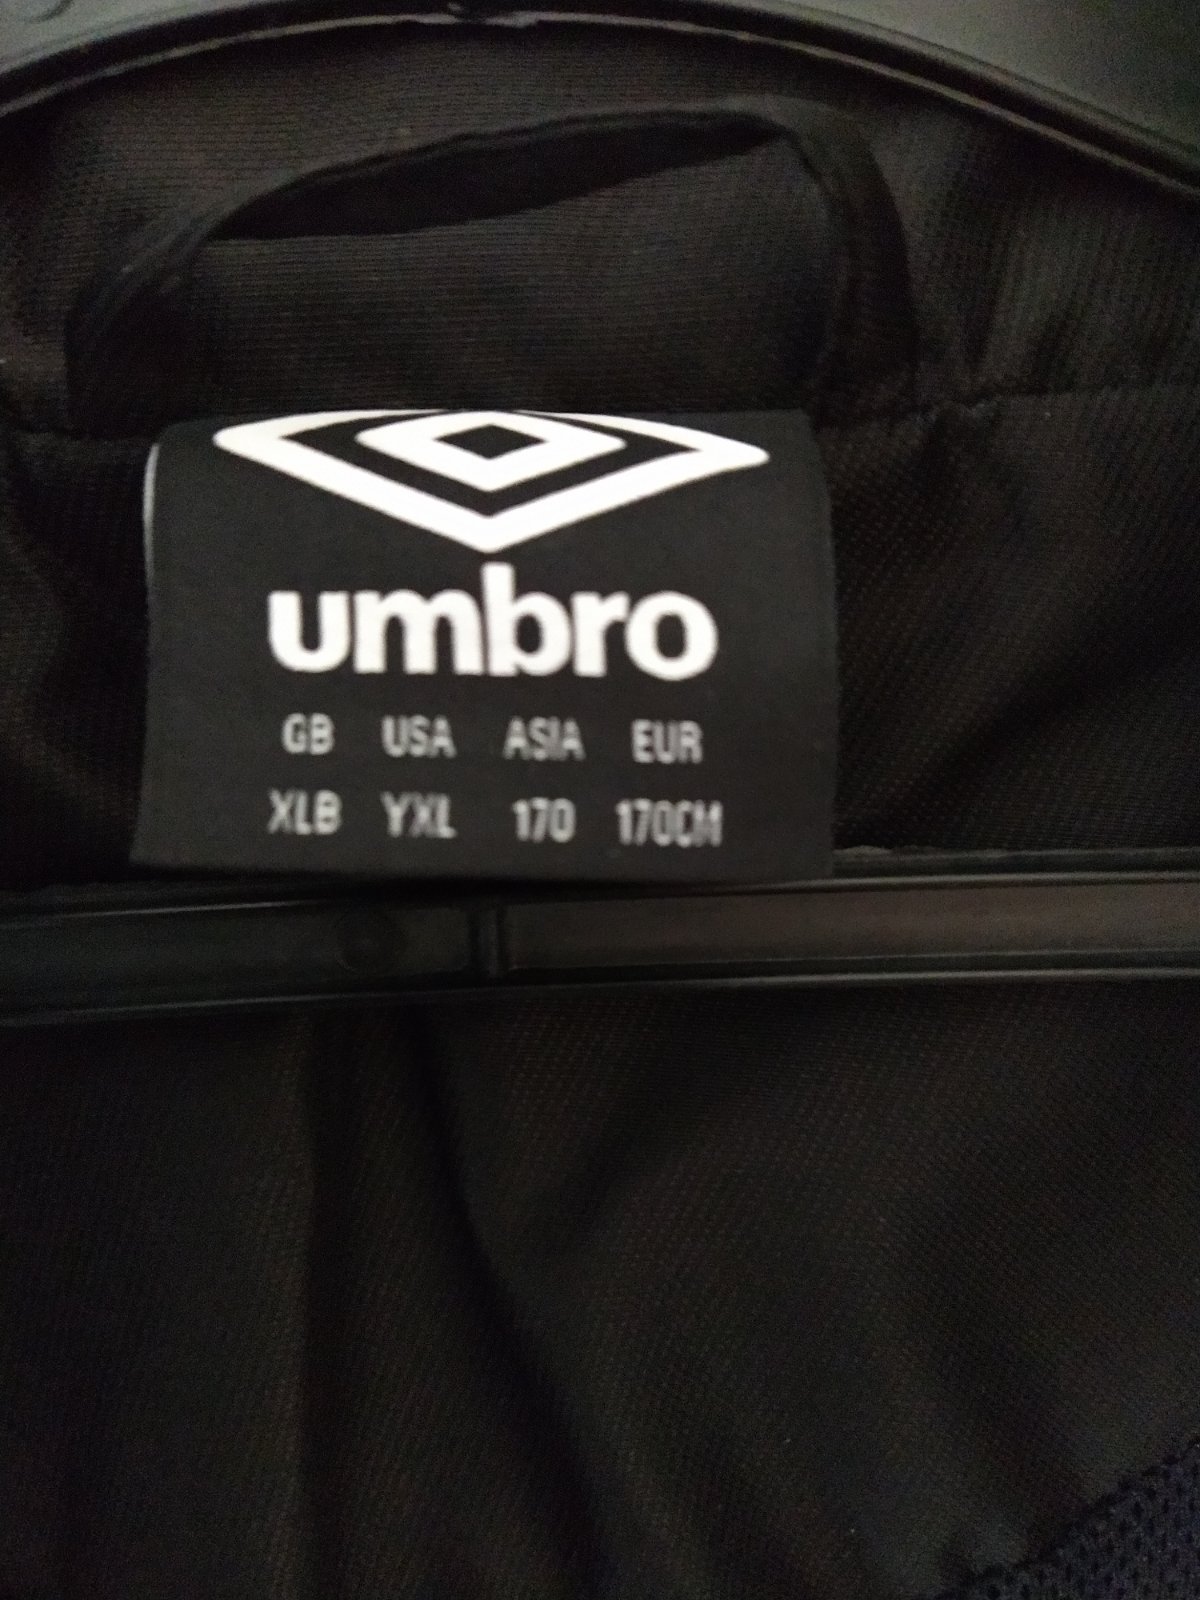 umbro
GB USA ASIA EUR
XLB YXL 170 170CM